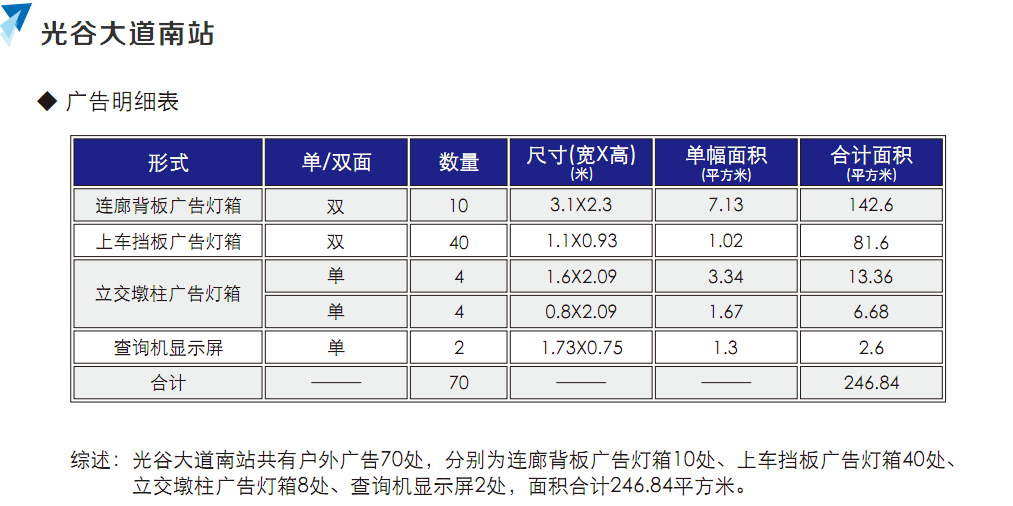 光谷大道南站
◆ 广告明细表
形式 单/双面 数量 尺寸(宽X高) (米) 单幅面积 (平方米) 合计面积 (平方米)
连廊背板广告灯箱 双 10 3.1X2.3 7.13 142.6
上车挡板广告灯箱 双 40 1.1X0.93 1.02 81.6
立交墩柱广告灯箱 单 4 1.6X2.09 3.34 13.36
单 4 0.8X2.09 1.67 6.68
查询机显示屏 单 2 1.73X0.75 1.3 2.6
合计 —— 70 —— —— 246.84
综述：光谷大道南站共有户外广告70处，分别为连廊背板广告灯箱10处、上车挡板广告灯箱40处、
立交墩柱广告灯箱8处、查询机显示屏2处，面积合计246.84平方米。